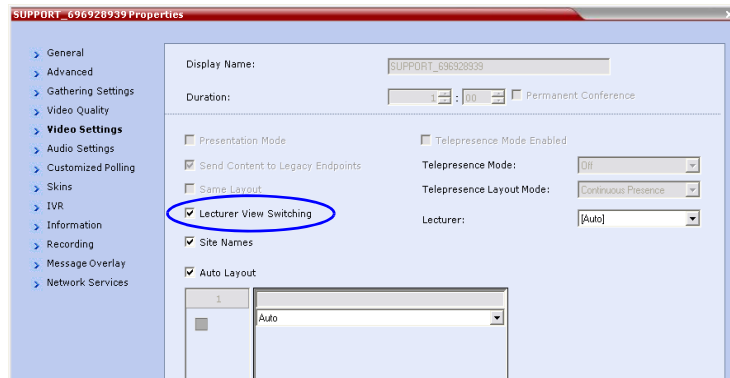 SUPPORT_696928939 Properties
General
Advanced
Gathering Settings
Video Quality
Video Settings
Audio Settings
Customized Polling
Skins
IVR
Information
Recording
Message Overlay
Network Services
Display Name: SUPPORT_696928939
Duration: 1 : 00 Permanent Conference
Presentation Mode Telepresence Mode Enabled
Send Content to Legacy Endpoints Telepresence Mode: Off
Same Layout Telepresence Layout Mode: Continuous Presence
Lecturer View Switching Lecturer: [Auto]
Site Names
Auto Layout
1
Auto